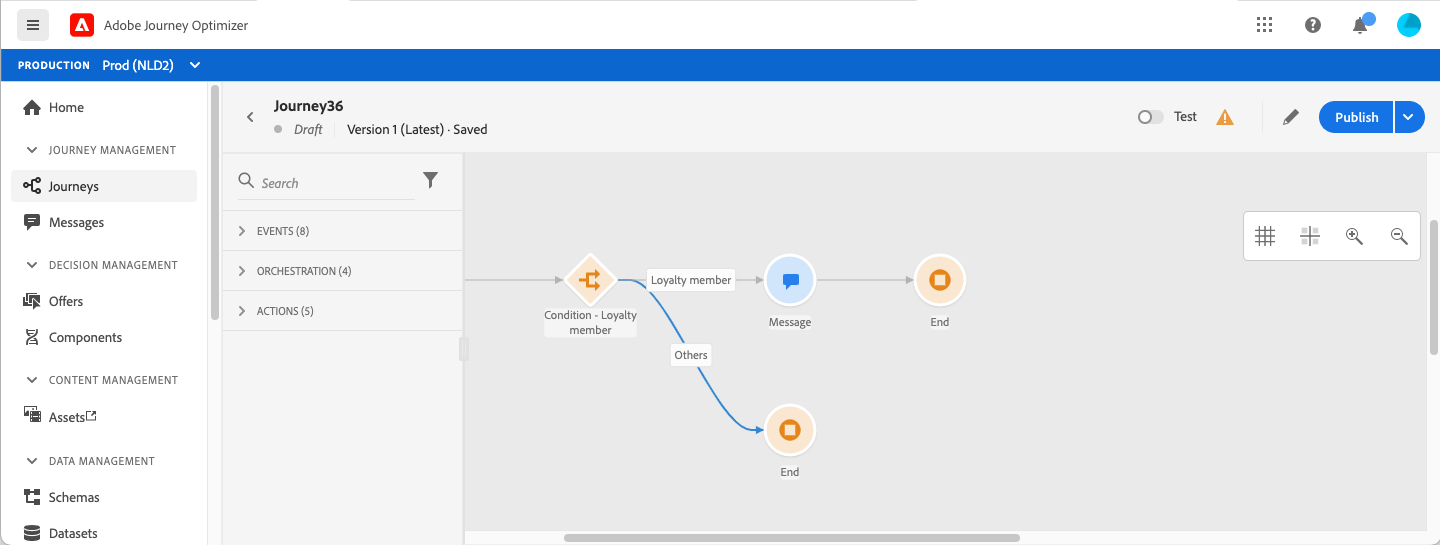 Adobe Journey Optimizer
PRODUCTION Prod (NLD2)
Home
JOURNEY MANAGEMENT
Journeys
Messages
DECISION MANAGEMENT
Offers
Components
CONTENT MANAGEMENT
Assets
DATA MANAGEMENT
Schemas
Datasets
Journey36
Draft Version 1 (Latest) · Saved
Test
Publish
Search
EVENTS (8)
ORCHESTRATION (4)
ACTIONS (5)
Condition - Loyalty
member
Loyalty member
Message
End
Others
End